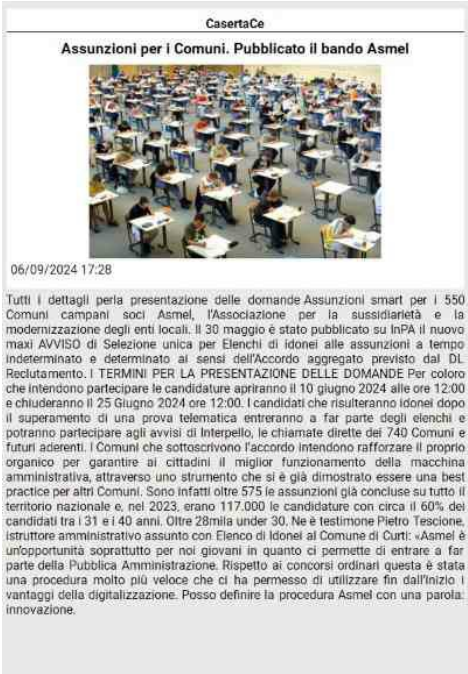 CasertaCe
Assunzioni per i Comuni. Pubblicato il bando Asmel
06/09/2024 17:28
Tutti i dettagli perla presentazione delle domande Assunzioni smart per i 550
Comuni campani soci Asmel, l'Associazione per la sussidiarietà e la
modernizzazione degli enti locali. Il 30 maggio è stato pubblicato su InPA il nuovo
maxi AVVISO di Selezione unica per Elenchi di idonei alle assunzioni a tempo
indeterminato e determinato ai sensi dell'Accordo aggregato previsto dal DL
Reclutamento. I TERMINI PER LA PRESENTAZIONE DELLE DOMANDE Per coloro
che intendono partecipare le candidature apriranno il 10 giugno 2024 alle ore 12:00
e chiuderanno il 25 Giugno 2024 ore 12:00. I candidati che risulteranno idonei dopo
il superamento di una prova telematica entreranno a far parte degli elenchi e
potranno partecipare agli avvisi di Interpello, le chiamate dirette dei 740 Comuni e
futuri aderenti. I Comuni che sottoscrivono l'accordo intendono rafforzare il proprio
organico per garantire ai cittadini il miglior funzionamento della macchina
amministrativa, attraverso uno strumento che si è già dimostrato essere una best
practice per altri Comuni. Sono infatti oltre 575 le assunzioni già concluse su tutto il
territorio nazionale e, nel 2023, erano 117.000 le candidature con circa il 60% dei
candidati tra i 31 e i 40 anni. Oltre 28mila under 30. Ne è testimone Pietro Tescione,
istruttore amministrativo assunto con Elenco di Idonei al Comune di Curti: «Asmel è
un'opportunità soprattutto per noi giovani in quanto ci permette di entrare a far
parte della Pubblica Amministrazione. Rispetto ai concorsi ordinari questa è stata
una procedura molto più veloce che ci ha permesso di utilizzare fin dall'inizio i
vantaggi della digitalizzazione. Posso definire la procedura Asmel con una parola:
innovazione.